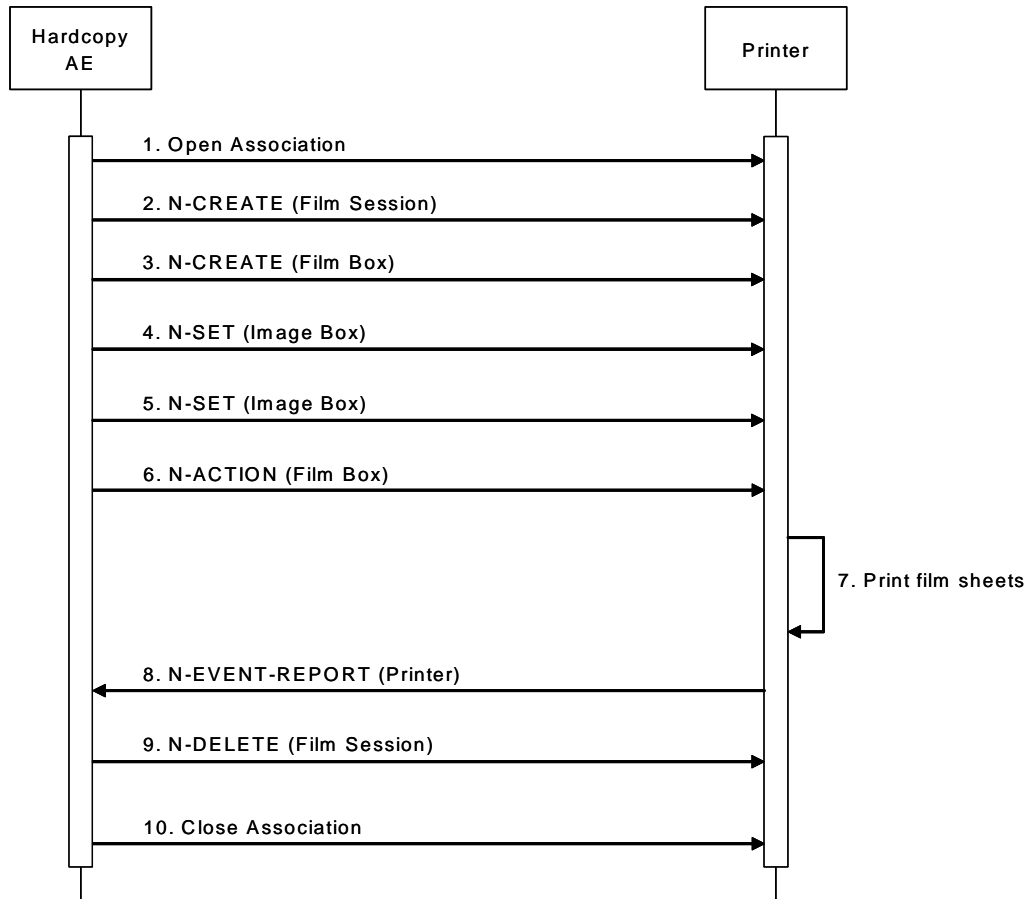 Hardcopy
AE
Printer
1. Open Association
2. N-CREATE (Film Session)
3. N-CREATE (Film Box)
4. N-SET (Image Box)
5. N-SET (Image Box)
6. N-ACTION (Film Box)
7. Print film sheets
8. N-EVENT-REPORT (Printer)
9. N-DELETE (Film Session)
10. Close Association